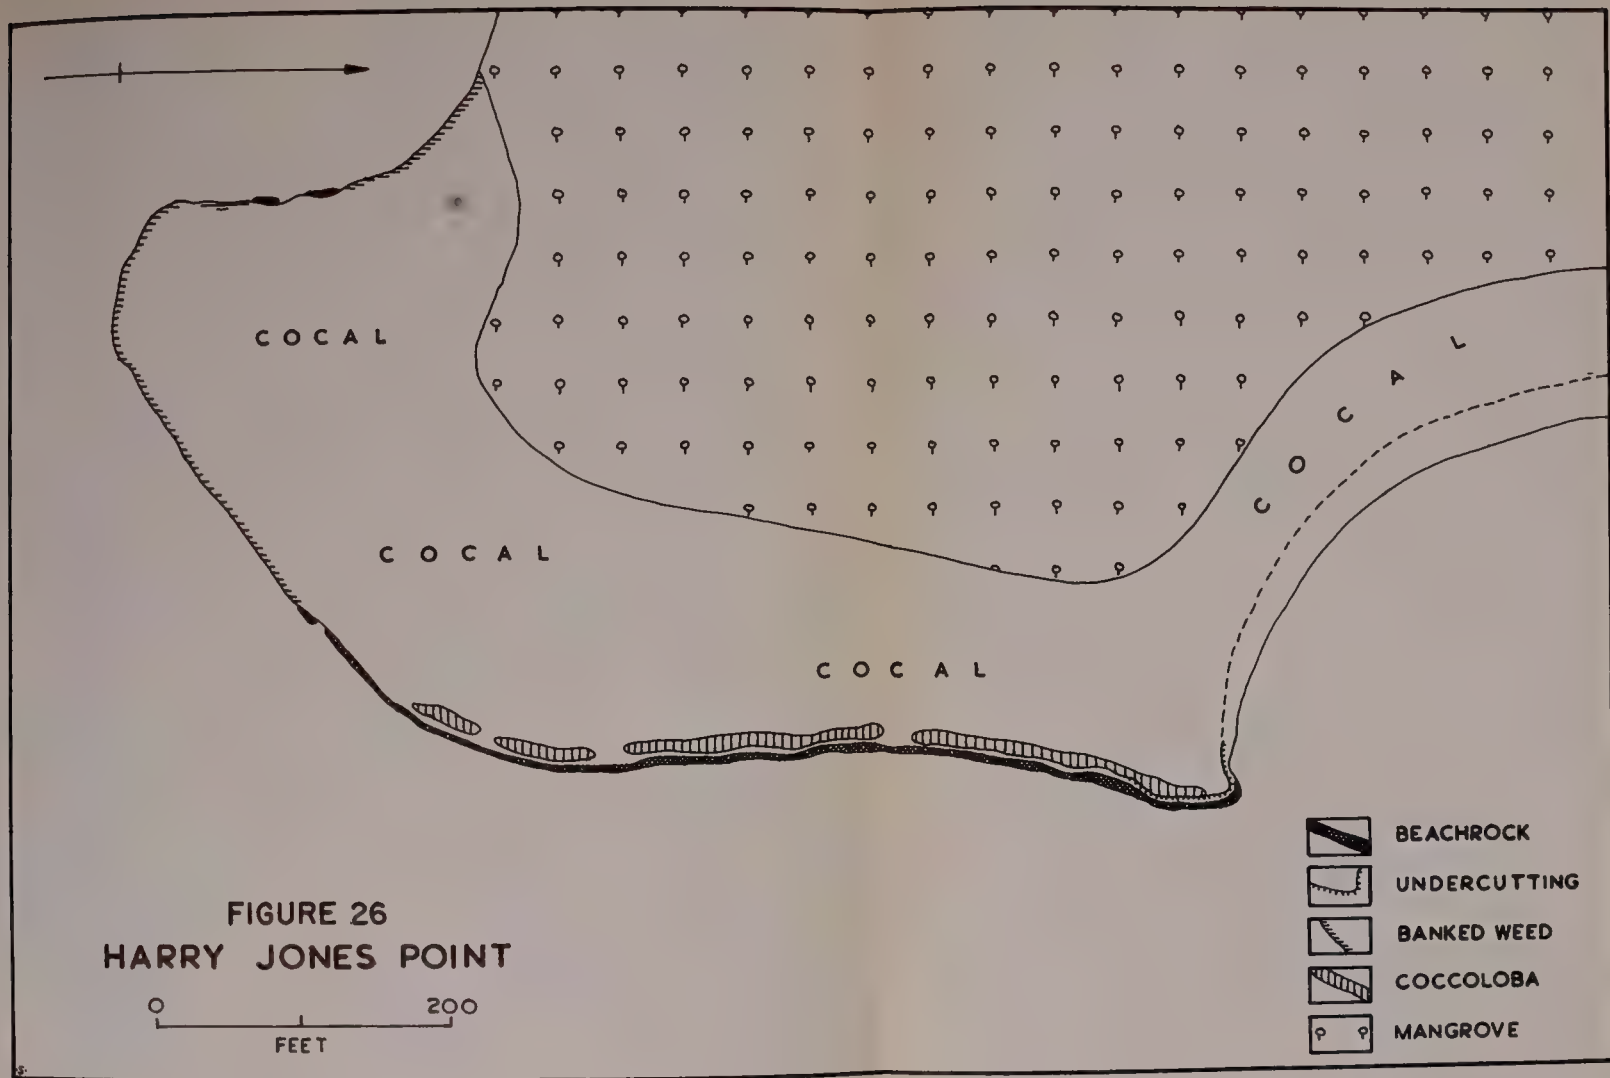 COCAL
COCAL
COCAL
COCAL
FIGURE 26
HARRY JONES POINT
0 200
FEET
BEACHROCK
UNDERCUTTING
BANKED WEED
COCCOLOBA
MANGROVE